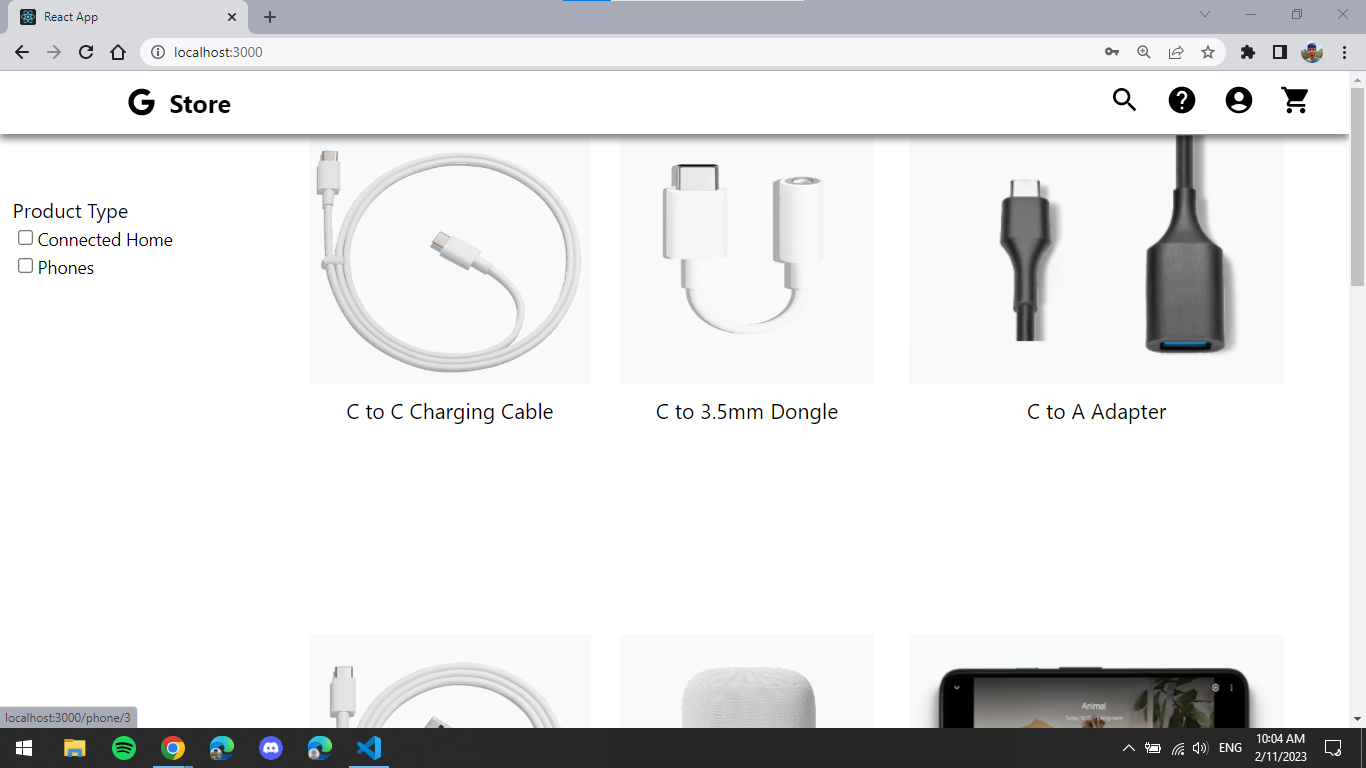 React App
localhost:3000
G Store
Product Type
Connected Home
Phones
C to C Charging Cable
C to 3.5mm Dongle
C to A Adapter
Animal
localhost:3000/phone/3
ENG
10:04 AM
2/11/2023